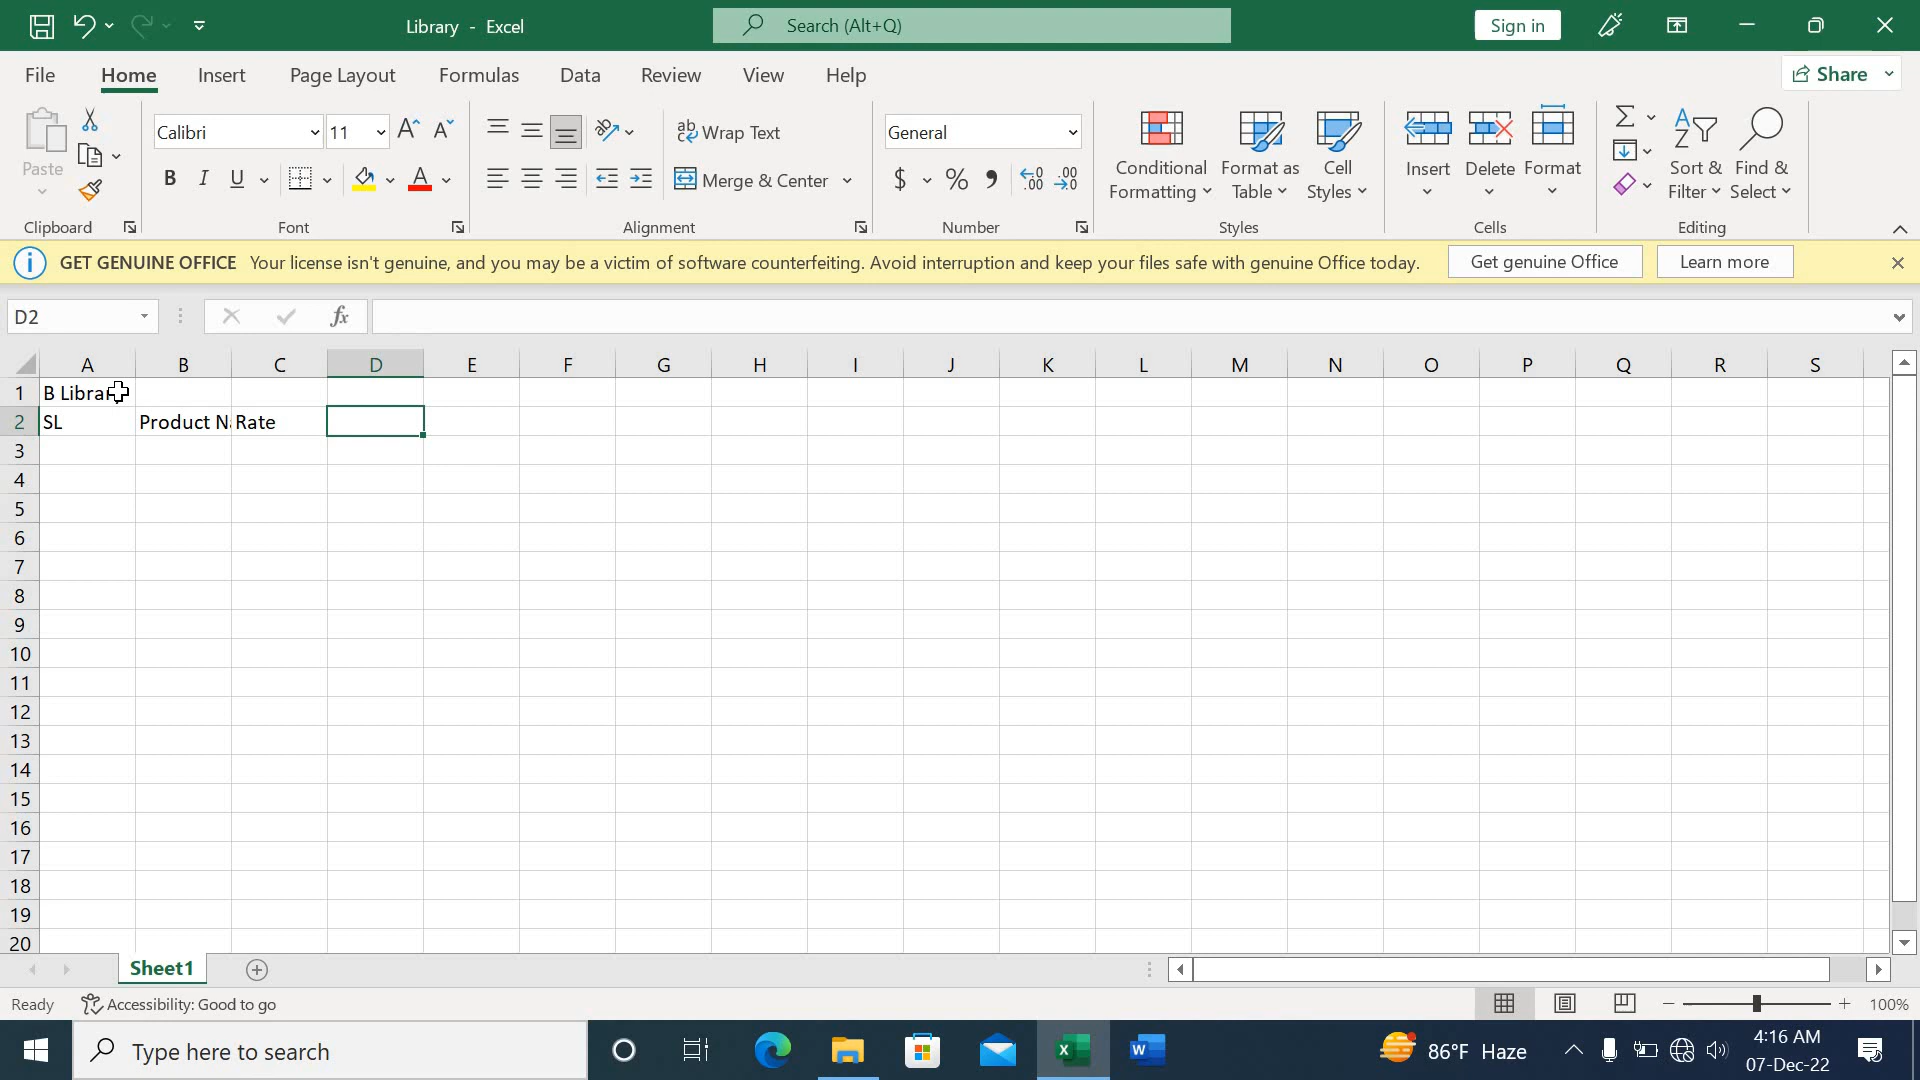 Library - Excel
Search (Alt+Q)
Sign in
File
Home
Insert
Page Layout
Formulas
Data
Review
View
Help
Share
Paste
Calibri
11
B
I
U
Wrap Text
Merge & Center
General
$
%
Conditional
Formatting
Format as
Table
Cell
Styles
Insert
Delete
Format
Sort &
Filter
Find &
Select
Clipboard
Font
Alignment
Number
Styles
Cells
Editing
GET GENUINE OFFICE Your license isn't genuine, and you may be a victim of software counterfeiting. Avoid interruption and keep your files safe with genuine Office today.
Get genuine Office
Learn more
D2
fx
A B C D E F G H I J K L M N O P Q R S
1 B
2 SL Product Rate
3
4
5
6
7
8
9
10
11
12
13
14
15
16
17
18
19
20
Sheet1
Ready
Accessibility: Good to go
100%
Type here to search
86°F Haze
4:16 AM
07-Dec-22